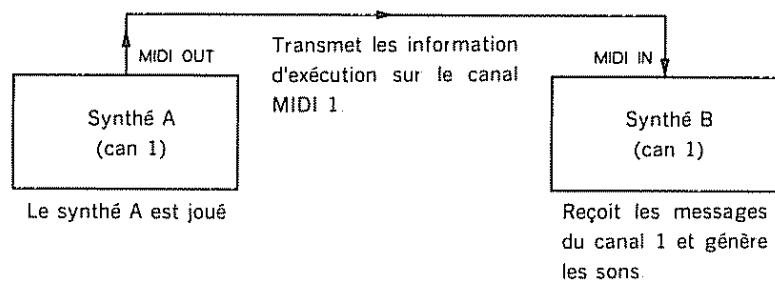 MIDI OUT
Transmet les information
d'exécution sur le canal
MIDI 1.
MIDI IN
Synthé A
(can 1)
Synthé B
(can 1)
Le synthé A est joué
Reçoit les messages
du canal 1 et génère
les sons.